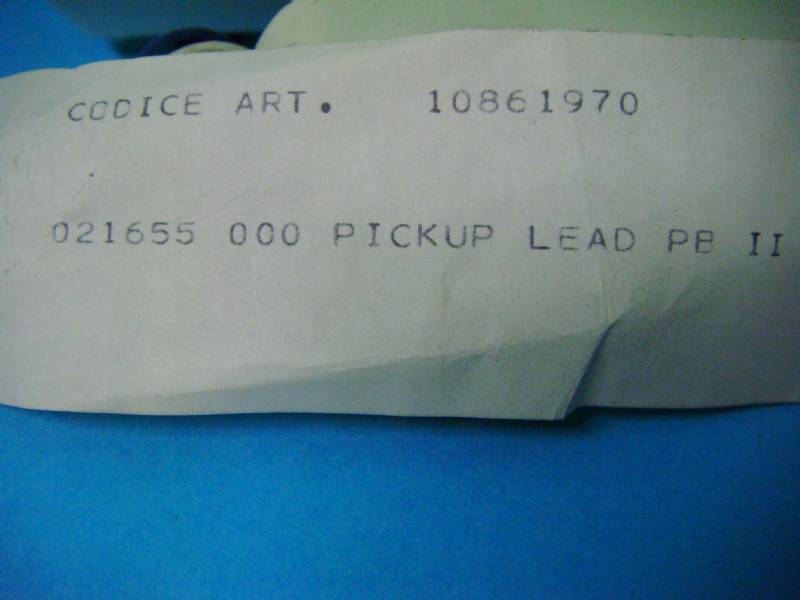 CODICE ART. 10861970
021655 000 PICKUP LEAD PB II